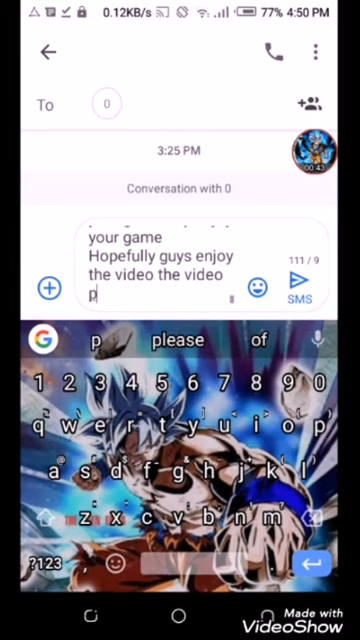 0.12KB/s 77% 4:50 PM
To 0
3:25 PM
00:43
Conversation with 0
your game
Hopefully guys enjoy
the video the video
p
111 / 9
SMS
G p please of
1 2 3 4 5 6 7 8 9 0
q w e r t y u i o p
a s d f g h j k l
z x c v b n m
?123 , .
Made with
VideoShow